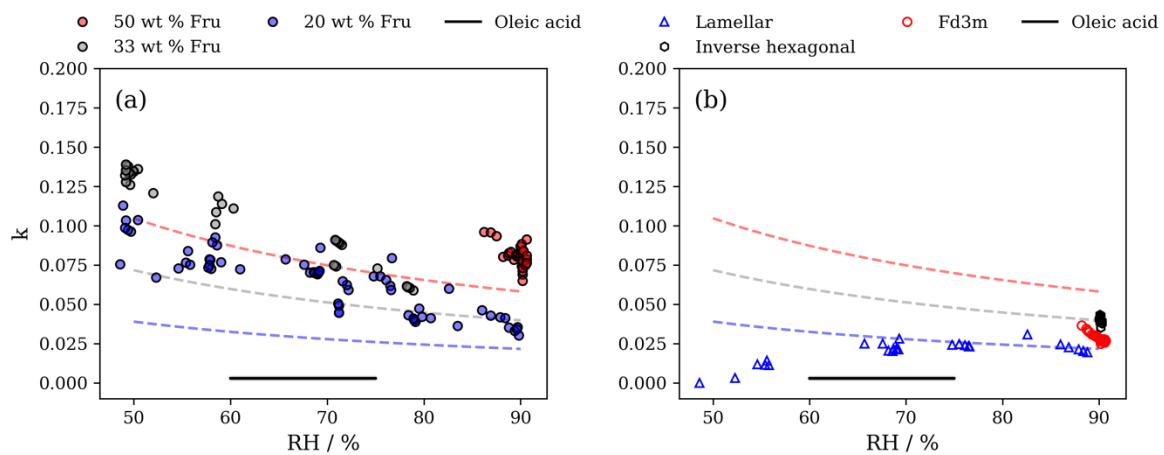 50 wt % Fru 20 wt % Fru Oleic acid
33 wt % Fru
Lamellar Fd3m Oleic acid
Inverse hexagonal
(a)
0.200
0.175
0.150
0.125
0.100
0.075
0.050
0.025
0.000
k
50 60 70 80 90
RH / %
(b)
0.200
0.175
0.150
0.125
0.100
0.075
0.050
0.025
0.000
50 60 70 80 90
RH / %